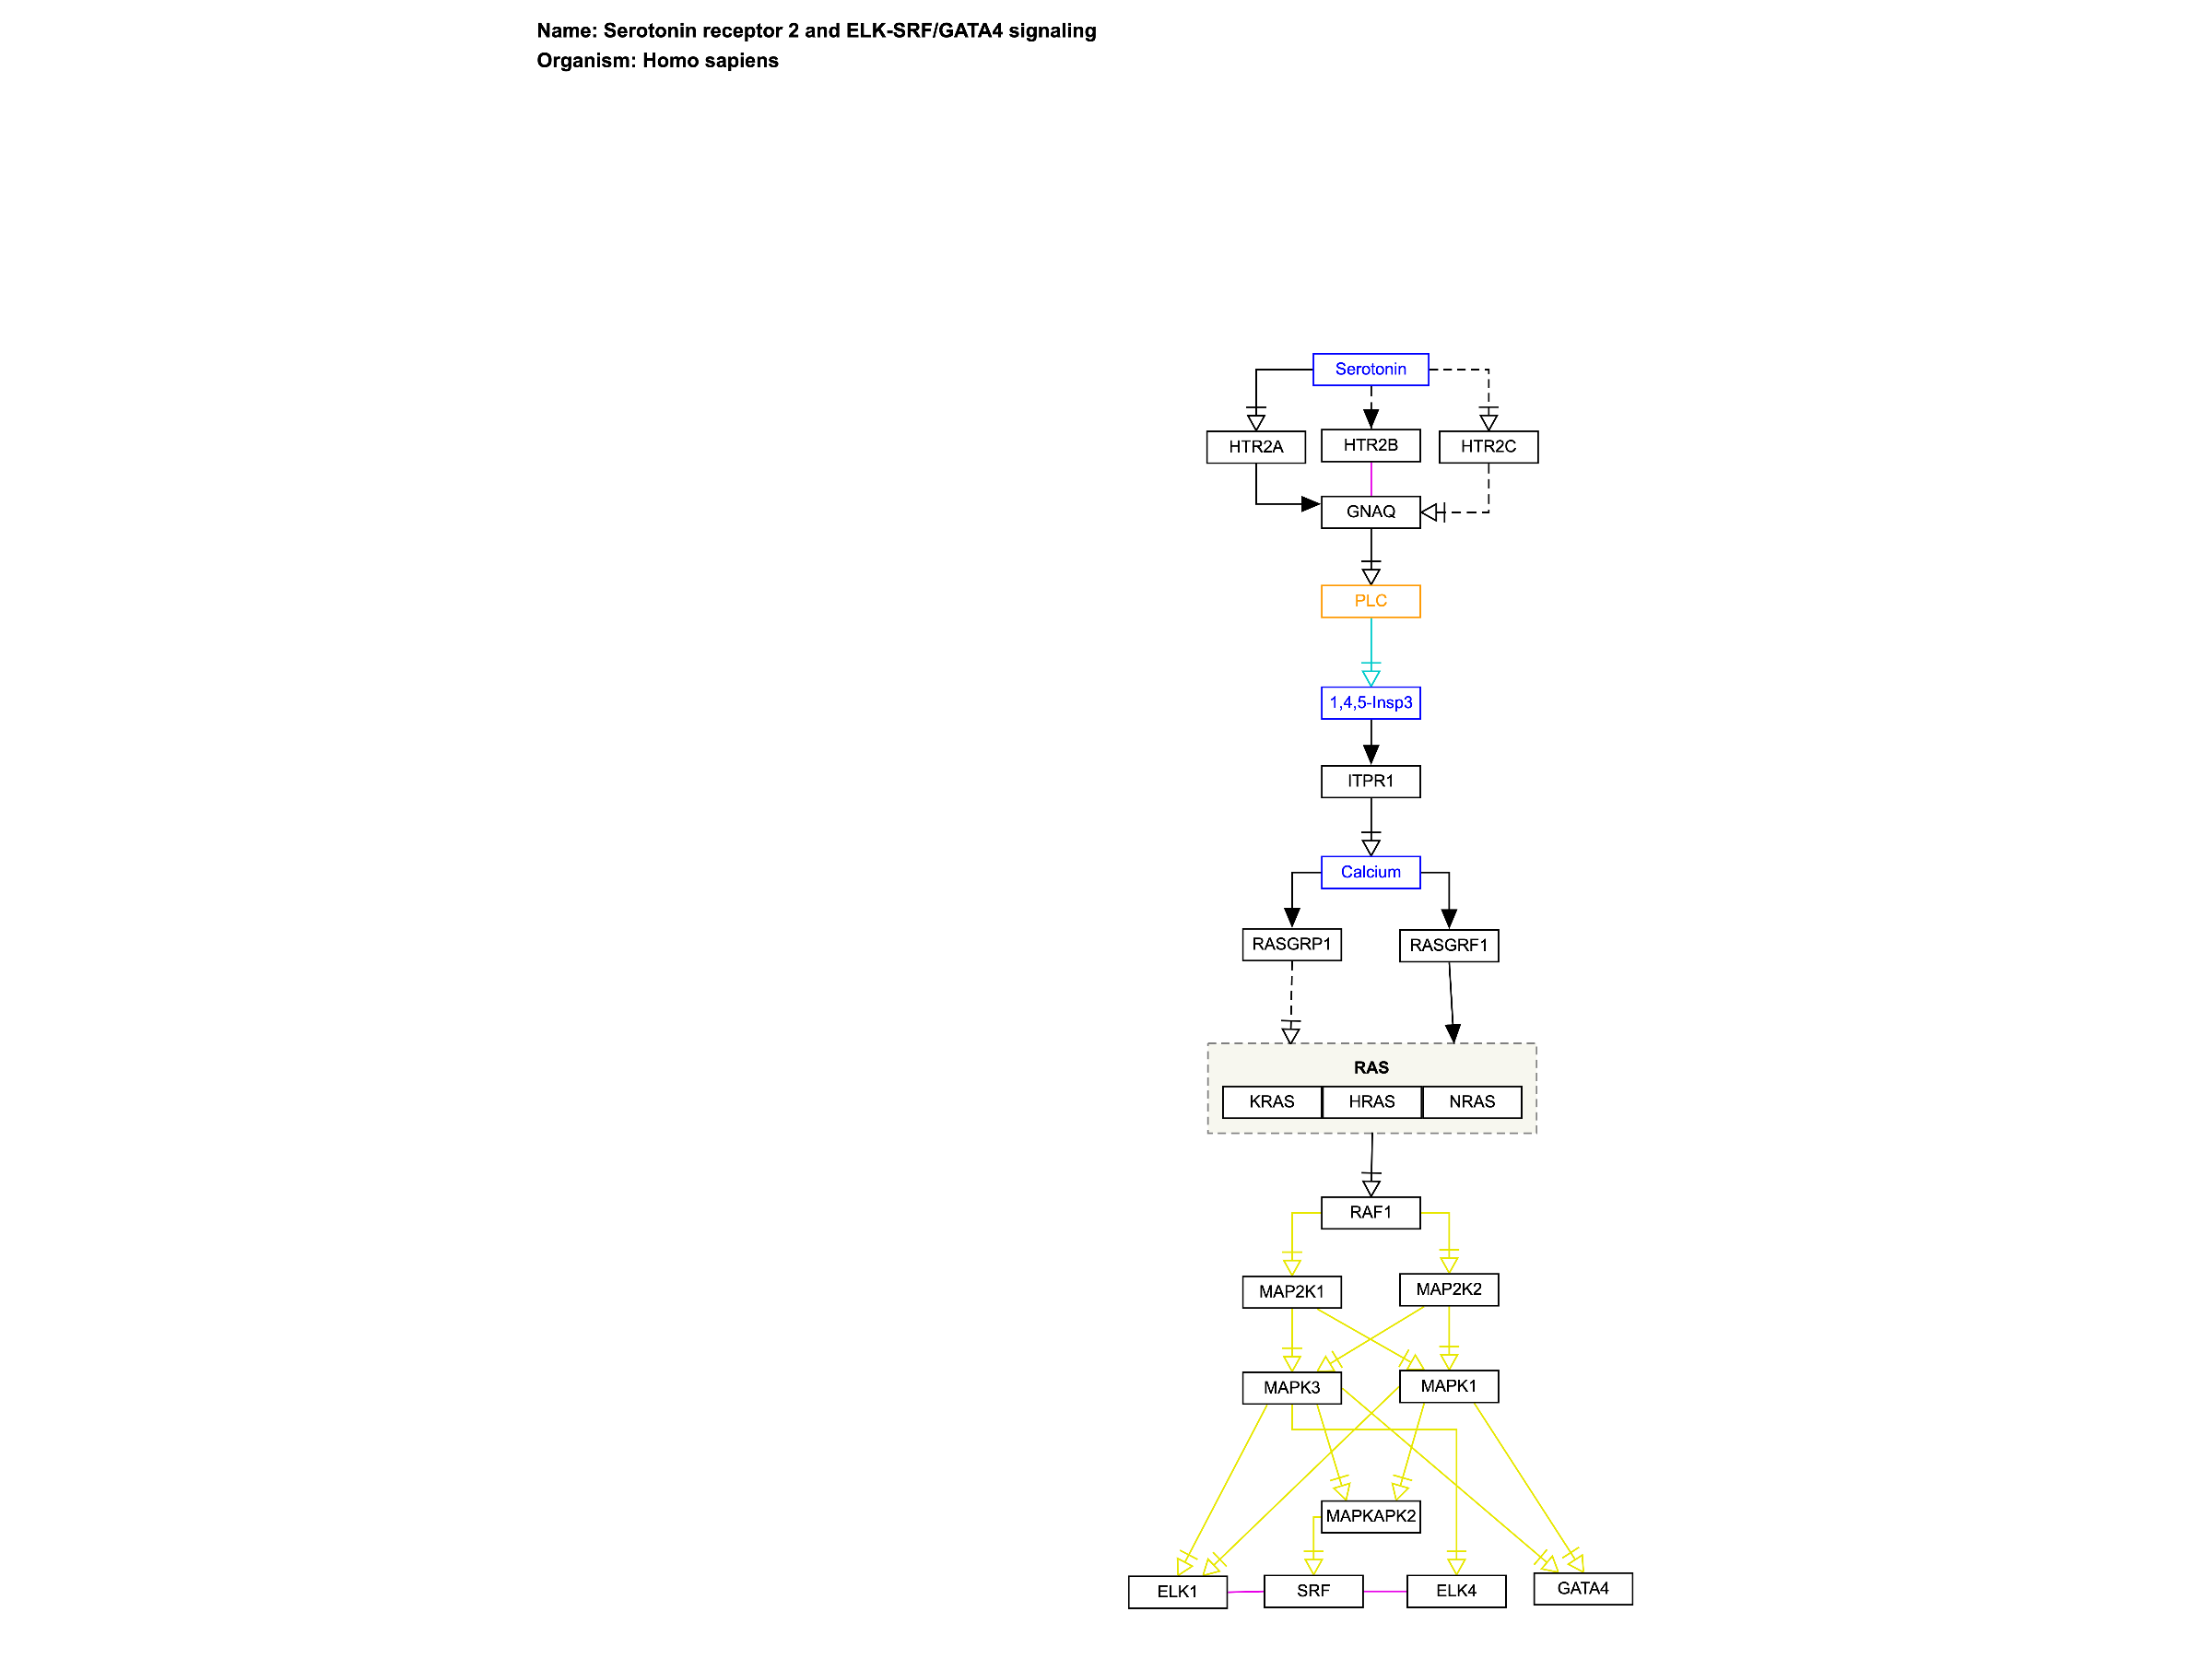 Name: Serotonin receptor 2 and ELK-SRF/GATA4 signaling
Organism: Homo sapiens
Serotonin
HTR2A
HTR2B
HTR2C
GNAQ
PLC
1,4,5-Insp3
ITPR1
Calcium
RASGRP1
RASGRF1
RAS
KRAS
HRAS
NRAS
RAF1
MAP2K1
MAP2K2
MAPK3
MAPK1
MAPKAPK2
ELK1
SRF
ELK4
GATA4